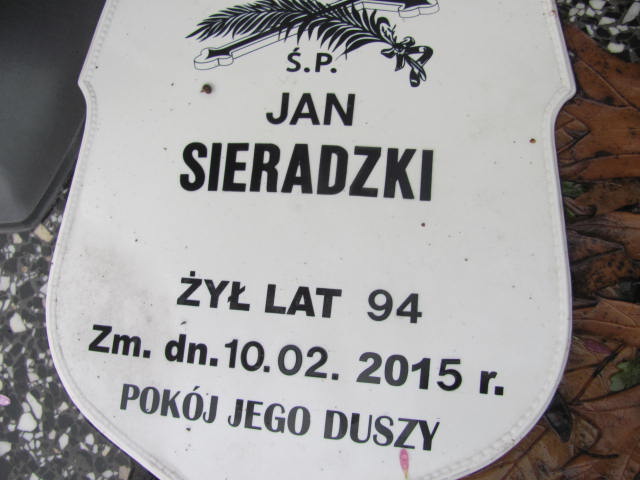 Ś.P.
JAN
SIERADZKI
ŻYŁ LAT 94
Zm. dn. 10.02. 2015 r.
POKÓJ JEGO DUSZY